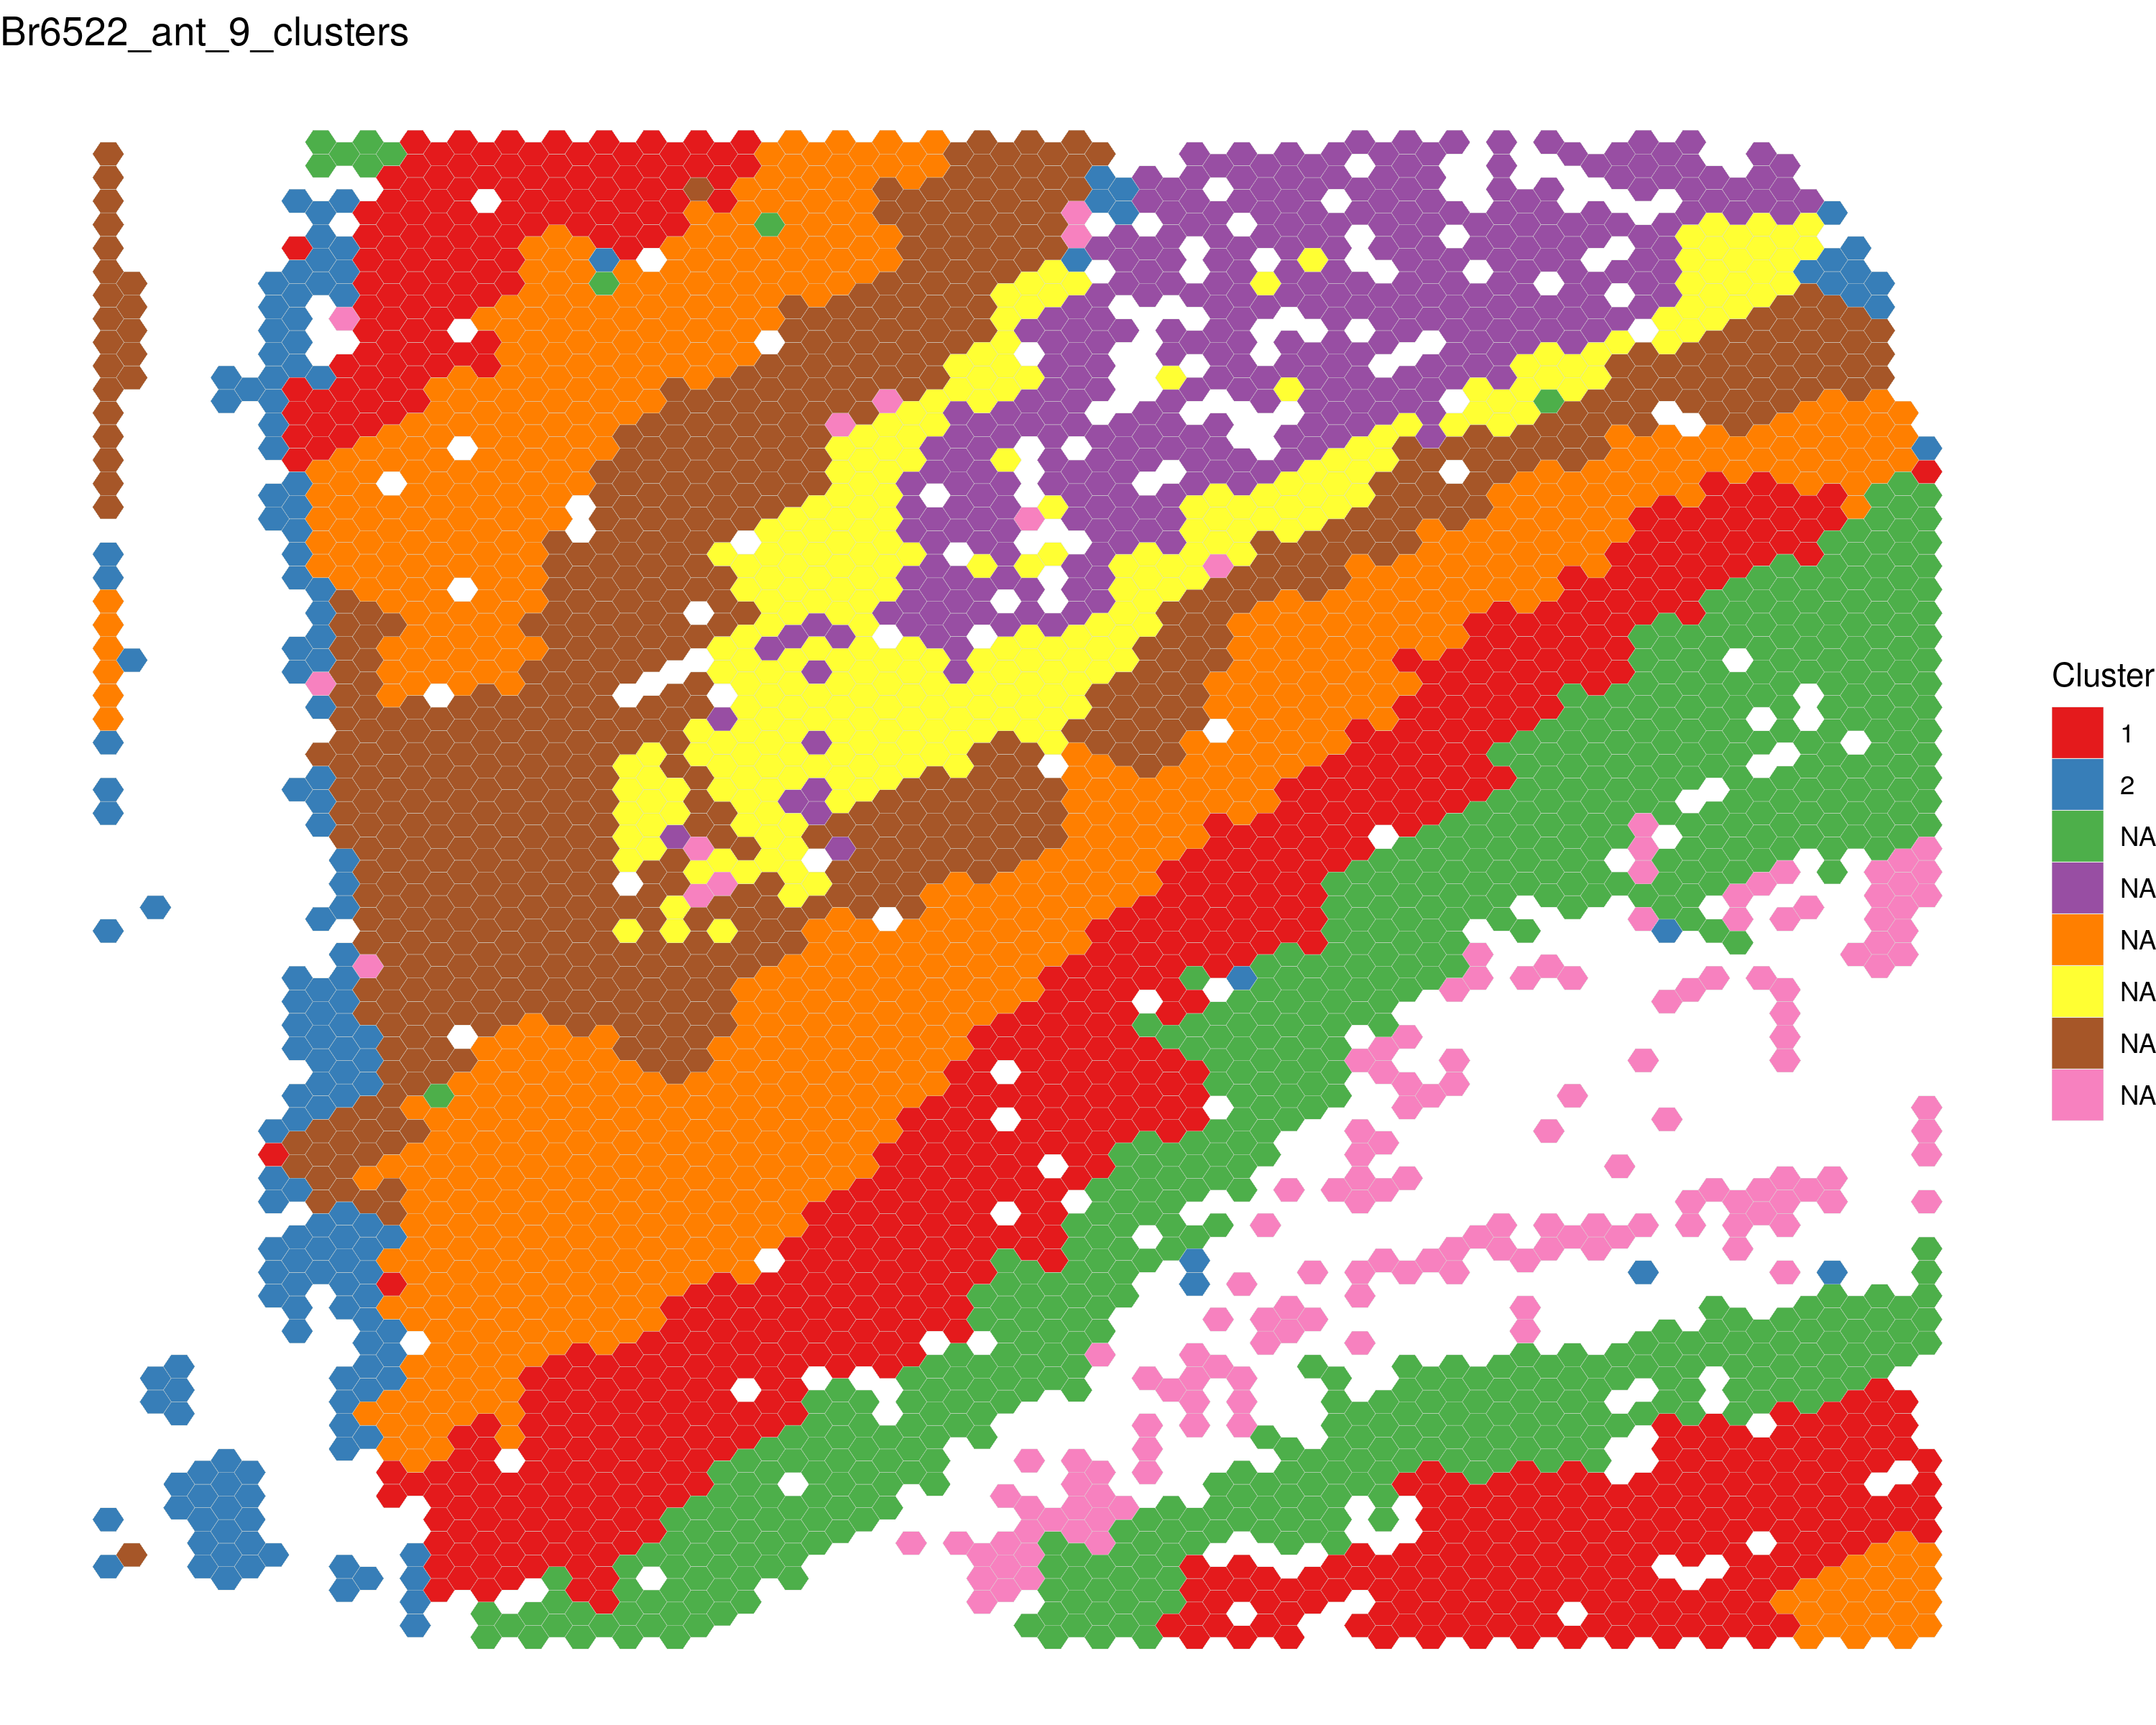 Br6522_ant_9_clusters
Cluster
1
2
NA
NA
NA
NA
NA
NA